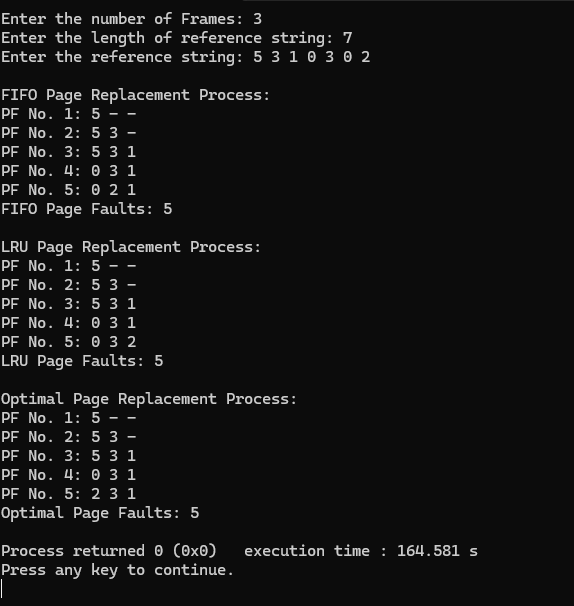 Enter the number of Frames: 3
Enter the length of reference string: 7
Enter the reference string: 5 3 1 0 3 0 2
FIFO Page Replacement Process:
PF No. 1: 5 - -
PF No. 2: 5 3 -
PF No. 3: 5 3 1
PF No. 4: 0 3 1
PF No. 5: 0 2 1
FIFO Page Faults: 5
LRU Page Replacement Process:
PF No. 1: 5 - -
PF No. 2: 5 3 -
PF No. 3: 5 3 1
PF No. 4: 0 3 1
PF No. 5: 0 3 2
LRU Page Faults: 5
Optimal Page Replacement Process:
PF No. 1: 5 - -
PF No. 2: 5 3 -
PF No. 3: 5 3 1
PF No. 4: 0 3 1
PF No. 5: 2 3 1
Optimal Page Faults: 5
Process returned 0 (0x0)   execution time : 164.581 s
Press any key to continue.